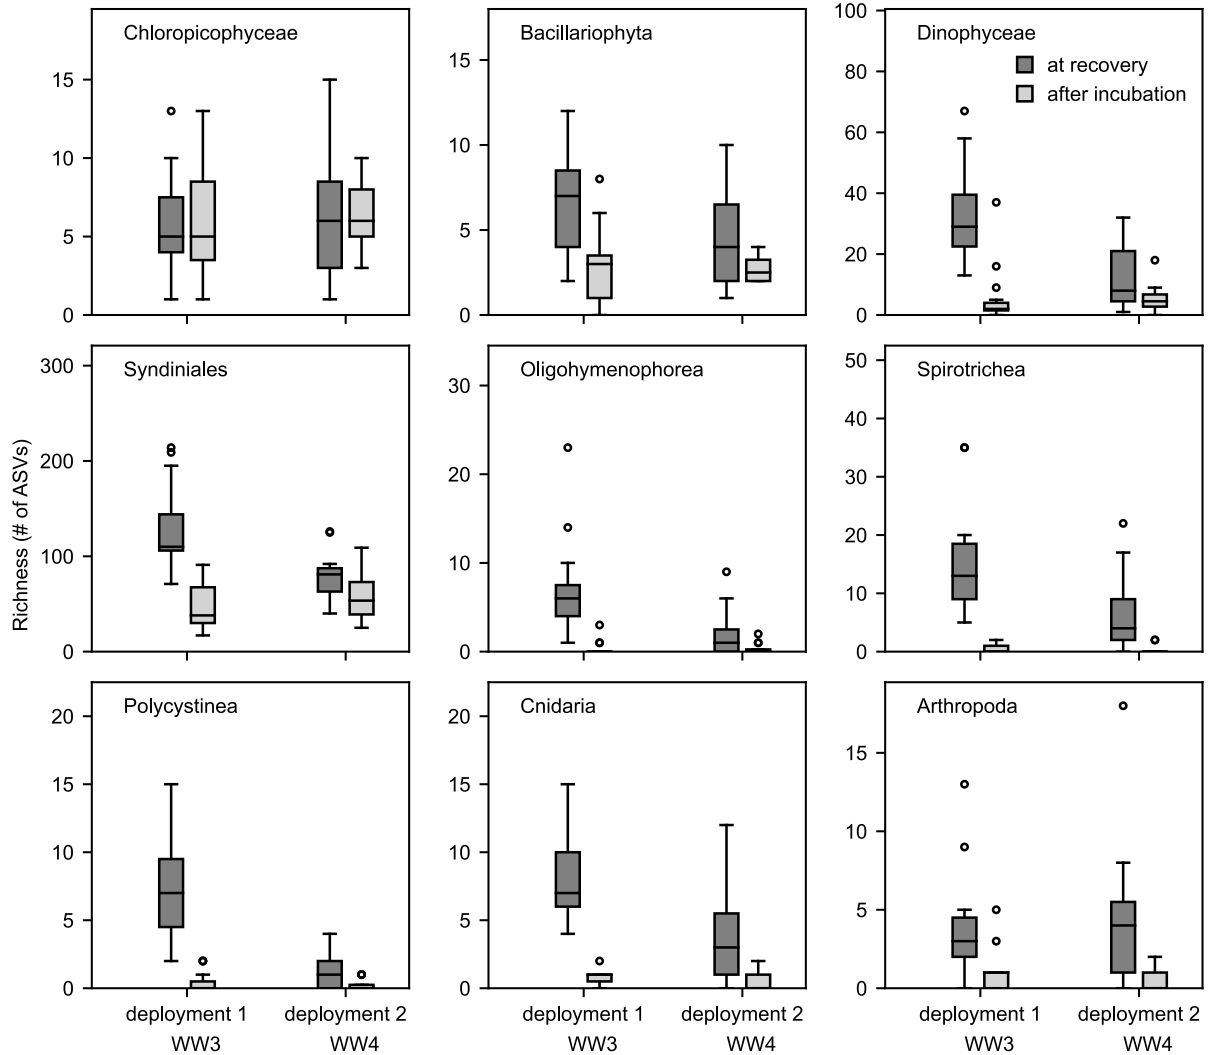 Chloropicophyceae
15
10
5
0
Bacillariophyta
15
10
5
0
Dinophyceae
at recovery
after incubation
100
80
60
40
20
0
Richness (# of ASVs)
Syndiniales
300
200
100
0
Oligohymenophorea
30
20
10
0
Spirotrichea
50
40
30
20
10
0
Polycystinea
20
15
10
5
0
deployment 1 deployment 2
WW3 WW4
Cnidaria
20
15
10
5
0
deployment 1 deployment 2
WW3 WW4
Arthropoda
15
10
5
0
deployment 1 deployment 2
WW3 WW4